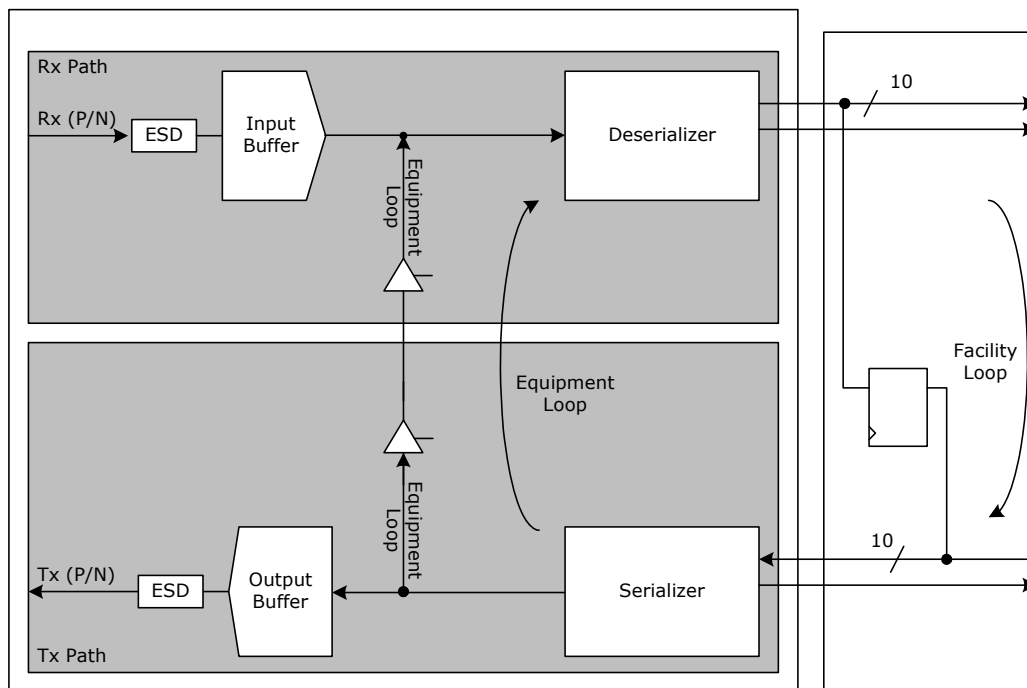 Rx Path
Rx (P/N)
ESD
Input
Buffer
Deserializer
10
Equipment
Loop
Equipment
Loop
Facility
Loop
Equipment
Loop
10
Tx (P/N)
ESD
Output
Buffer
Serializer
Tx Path